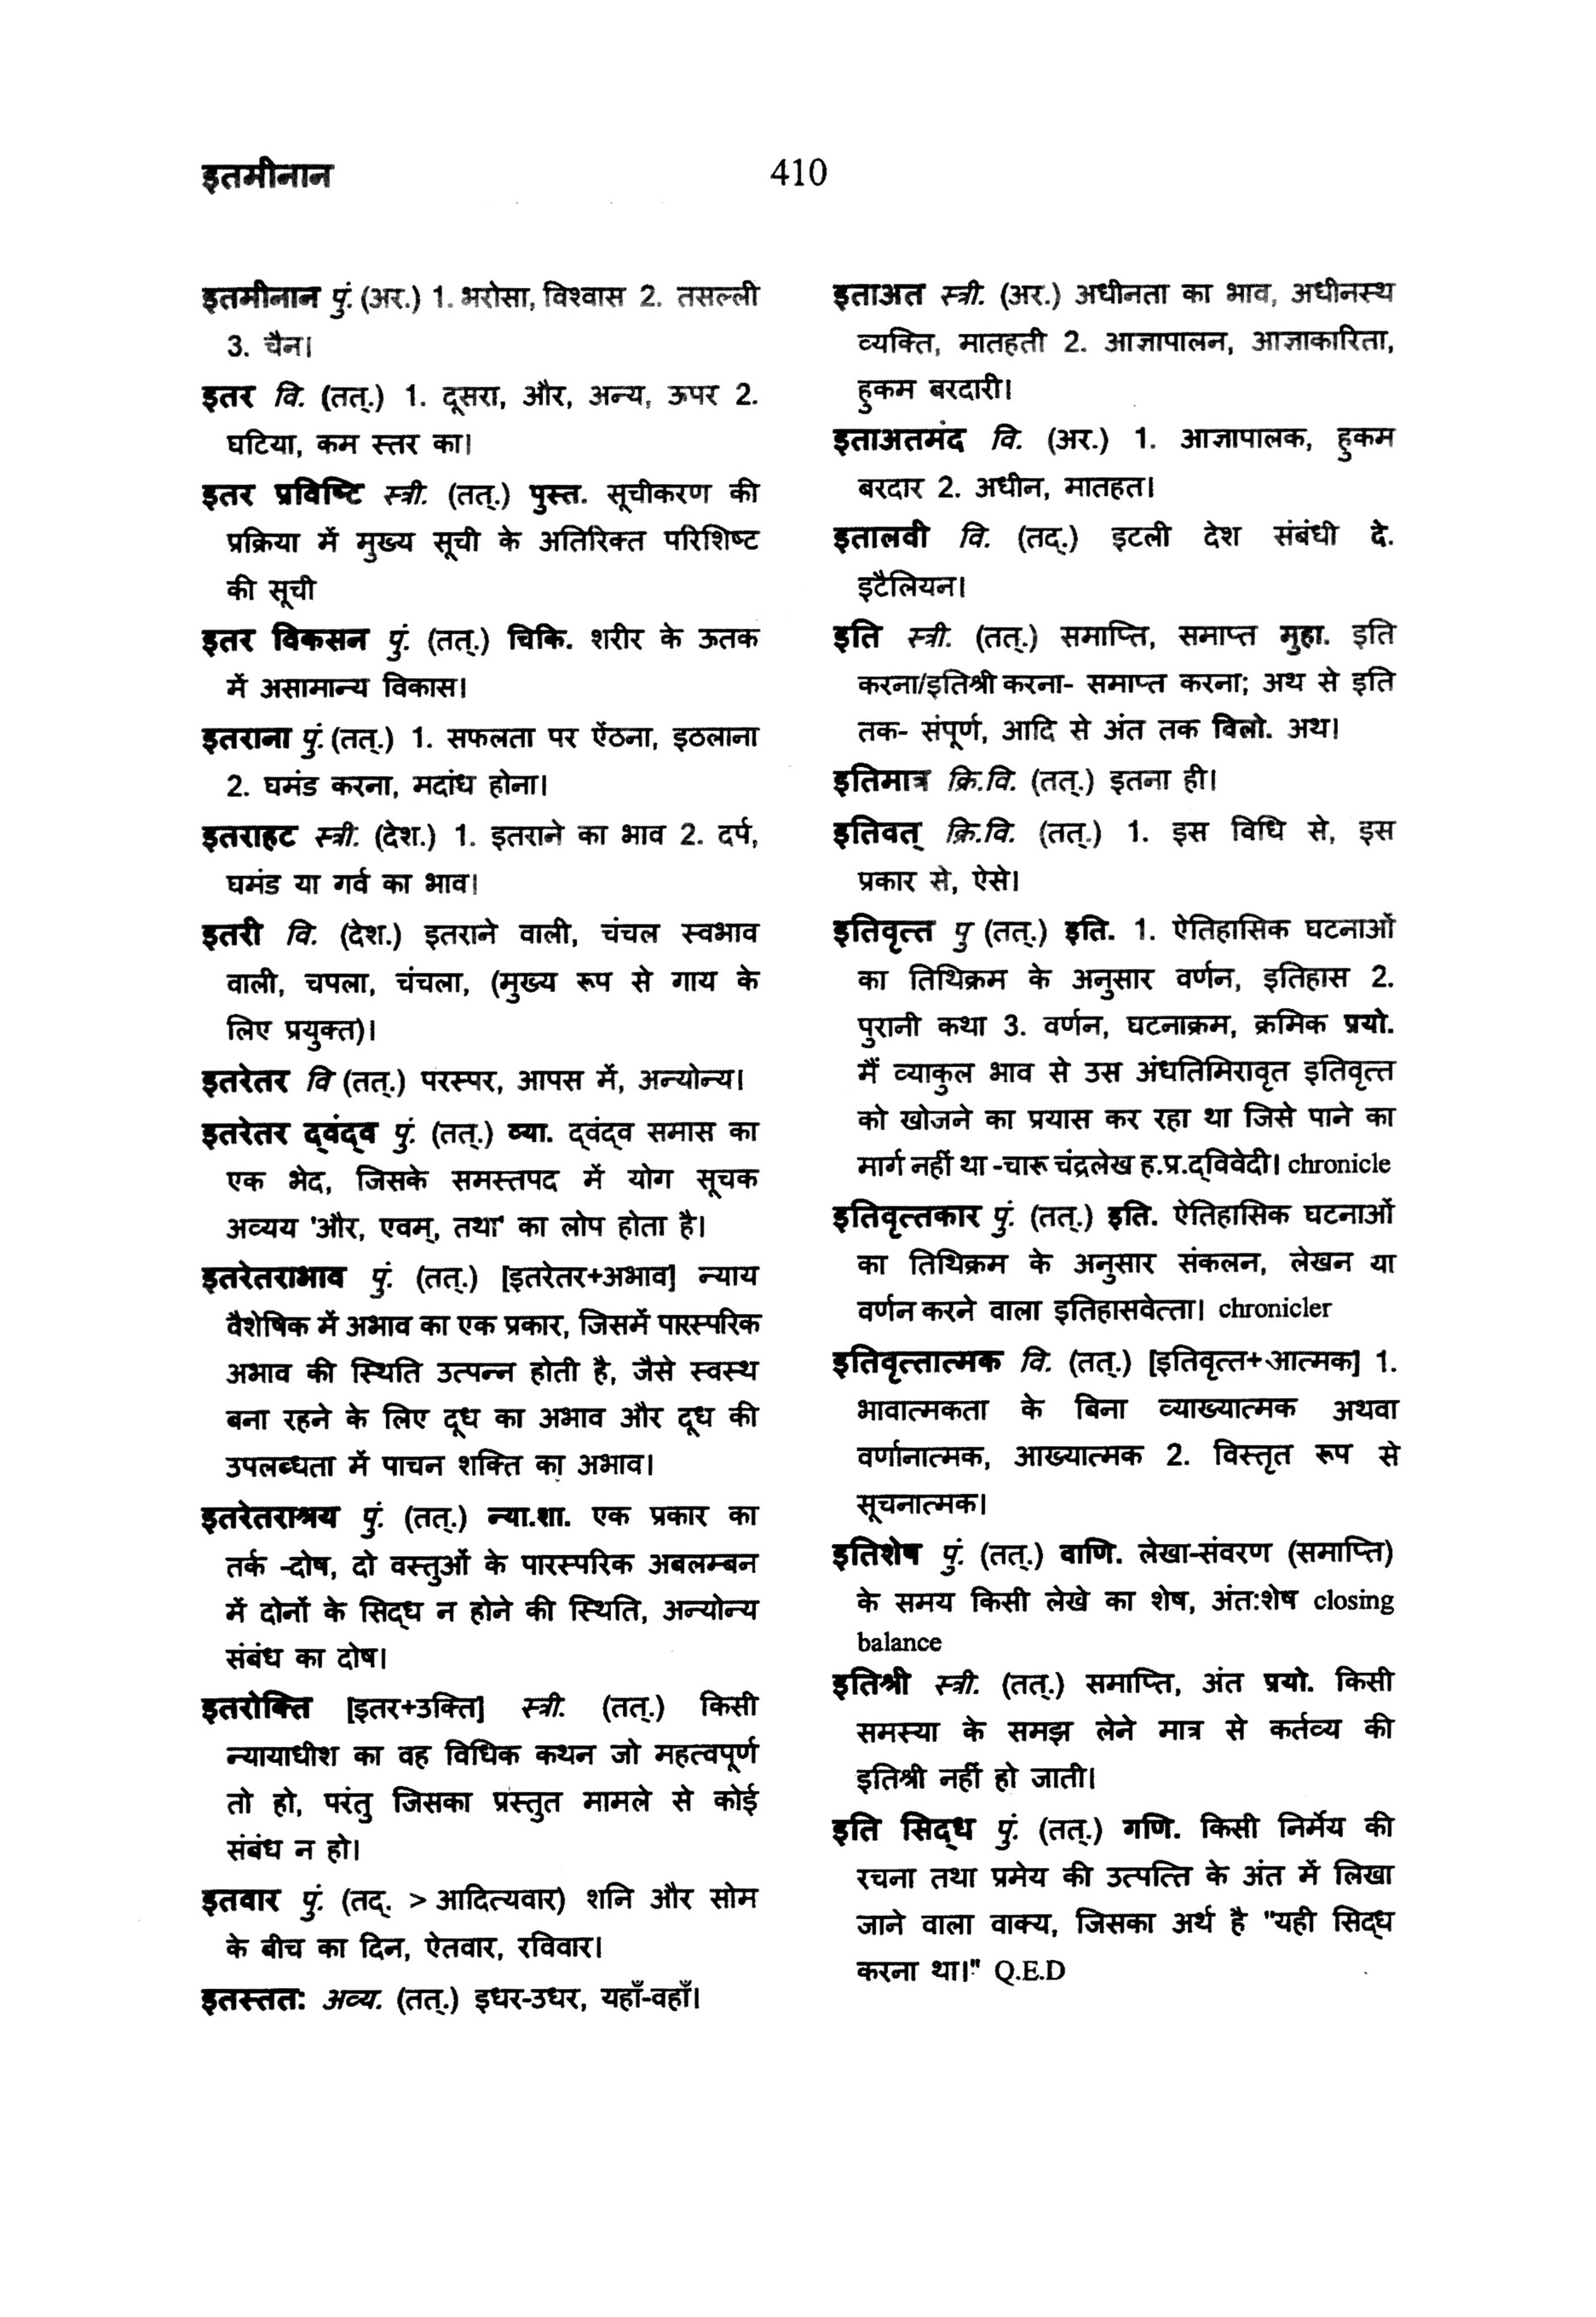 इतमीनान
410
इतमीनान पुं. (अर.) 1. भरोसा, विश्वास 2. तसल्ली
3. चैन।
इतर वि. (तत्.) 1. दूसरा, और, अन्य, ऊपर 2.
घटिया, कम स्तर का।
इतर प्रविष्टि स्त्री. (तत्.) पुस्त. सूचीकरण की
प्रक्रिया में मुख्य सूची के अतिरिक्त परिशिष्ट
की सूची
इतर विकसन पुं. (तत्.) चिकि. शरीर के ऊतक
में असामान्य विकास।
इतराना पुं. (तत्.) 1. सफलता पर ऐंठना, इठलाना
2. घमंड करना, मदांध होना।
इतराहट स्त्री. (देश.) 1. इतराने का भाव 2. दर्प,
घमंड या गर्व का भाव।
इतरी वि. (देश.) इतराने वाली, चंचल स्वभाव
वाली, चपला, चंचला, (मुख्य रूप से गाय के
लिए प्रयुक्त)।
इतरेतर वि (तत्.) परस्पर, आपस में, अन्योन्य।
इतरेतर द्वंद्व पुं. (तत्.) व्या. द्वंद्व समास का
एक भेद, जिसके समस्तपद में योग सूचक
अव्यय 'और, एवम्, तथा' का लोप होता है।
इतरेतराभाव पुं. (तत्.) [इतरेतर+अभाव] न्याय
वैशेषिक में अभाव का एक प्रकार, जिसमें पारस्परिक
अभाव की स्थिति उत्पन्न होती है, जैसे स्वस्थ
बना रहने के लिए दूध का अभाव और दूध की
उपलब्धता में पाचन शक्ति का अभाव।
इतरेतराश्रय पुं. (तत्.) न्या.शा. एक प्रकार का
तर्क -दोष, दो वस्तुओं के पारस्परिक अबलम्बन
में दोनों के सिद्ध न होने की स्थिति, अन्योन्य
संबंध का दोष।
इतरोक्ति [इतर+उक्ति] स्त्री. (तत्.) किसी
न्यायाधीश का वह विधिक कथन जो महत्वपूर्ण
तो हो, परंतु जिसका प्रस्तुत मामले से कोई
संबंध न हो।
इतवार पुं. (तद्. > आदित्यवार) शनि और सोम
के बीच का दिन, ऐतवार, रविवार।
इतस्तत: अव्य. (तत्.) इधर-उधर, यहाँ-वहाँ।
इताअत स्त्री. (अर.) अधीनता का भाव, अधीनस्थ
व्यक्ति, मातहती 2. आज्ञापालन, आज्ञाकारिता,
हुकम बरदारी।
इताअतमंद वि. (अर.) 1. आज्ञापालक, हुकम
बरदार 2. अधीन, मातहत।
इतालवी वि. (तद्.) इटली देश संबंधी दे.
इटैलियन।
इति स्त्री. (तत्.) समाप्ति, समाप्त मुहा. इति
करना/इतिश्री करना- समाप्त करना; अथ से इति
तक- संपूर्ण, आदि से अंत तक विलो. अथ।
इतिमात्र क्रि.वि. (तत्.) इतना ही।
इतिवत् क्रि.वि. (तत्.) 1. इस विधि से, इस
प्रकार से, ऐसे।
इतिवृत्त पु (तत्.) इति. 1. ऐतिहासिक घटनाओं
का तिथिक्रम के अनुसार वर्णन, इतिहास 2.
पुरानी कथा 3. वर्णन, घटनाक्रम, क्रमिक प्रयो.
मैं व्याकुल भाव से उस अंधतिमिरावृत इतिवृत्त
को खोजने का प्रयास कर रहा था जिसे पाने का
मार्ग नहीं था -चारू चंद्रलेख ह.प्र.द्विवेदी। chronicle
इतिवृत्तकार पुं. (तत्.) इति. ऐतिहासिक घटनाओं
का तिथिक्रम के अनुसार संकलन, लेखन या
वर्णन करने वाला इतिहासवेत्ता। chronicler
इतिवृत्तात्मक वि. (तत्.) [इतिवृत्त+आत्मक] 1.
भावात्मकता के बिना व्याख्यात्मक अथवा
वर्णानात्मक, आख्यात्मक 2. विस्तृत रूप से
सूचनात्मक।
इतिशेष पुं. (तत्.) वाणि. लेखा-संवरण (समाप्ति)
के समय किसी लेखे का शेष, अंत:शेष closing
balance
इतिश्री स्त्री. (तत्.) समाप्ति, अंत प्रयो. किसी
समस्या के समझ लेने मात्र से कर्तव्य की
इतिश्री नहीं हो जाती।
इति सिद्ध पुं. (तत्.) गणि. किसी निर्मेय की
रचना तथा प्रमेय की उत्पत्ति के अंत में लिखा
जाने वाला वाक्य, जिसका अर्थ है "यही सिद्ध
करना था।" Q.E.D